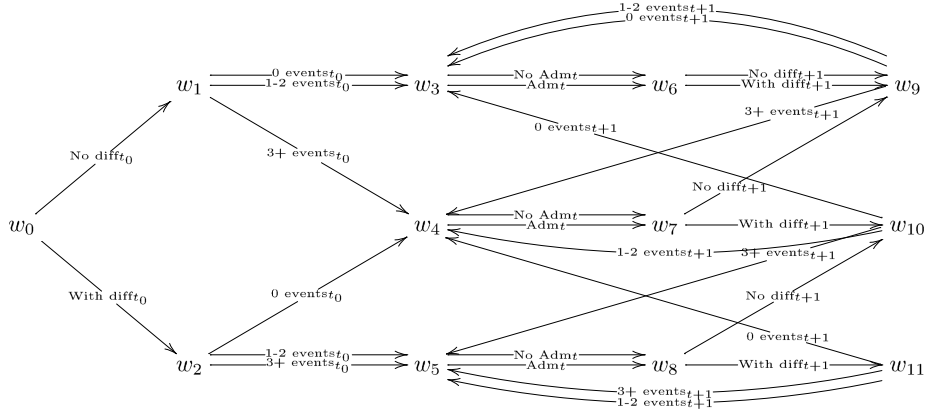 1-2 events_{t+1}
0 events_{t+1}
w_1
0 events_{t_0}
1-2 events_{t_0}
w_3
No Adm_t
Adm_t
w_6
No diff_{t+1}
With diff_{t+1}
w_9
3+ events_{t+1}
0 events_{t+1}
No diff_{t_0}
3+ events_{t_0}
No diff_{t+1}
w_0
w_4
No Adm_t
Adm_t
w_7
With diff_{t+1}
w_10
1-2 events_{t+1}
3+ events_{t+1}
With diff_{t_0}
0 events_{t_0}
No diff_{t+1}
0 events_{t+1}
w_2
1-2 events_{t_0}
3+ events_{t_0}
w_5
No Adm_t
Adm_t
w_8
With diff_{t+1}
w_11
3+ events_{t+1}
1-2 events_{t+1}